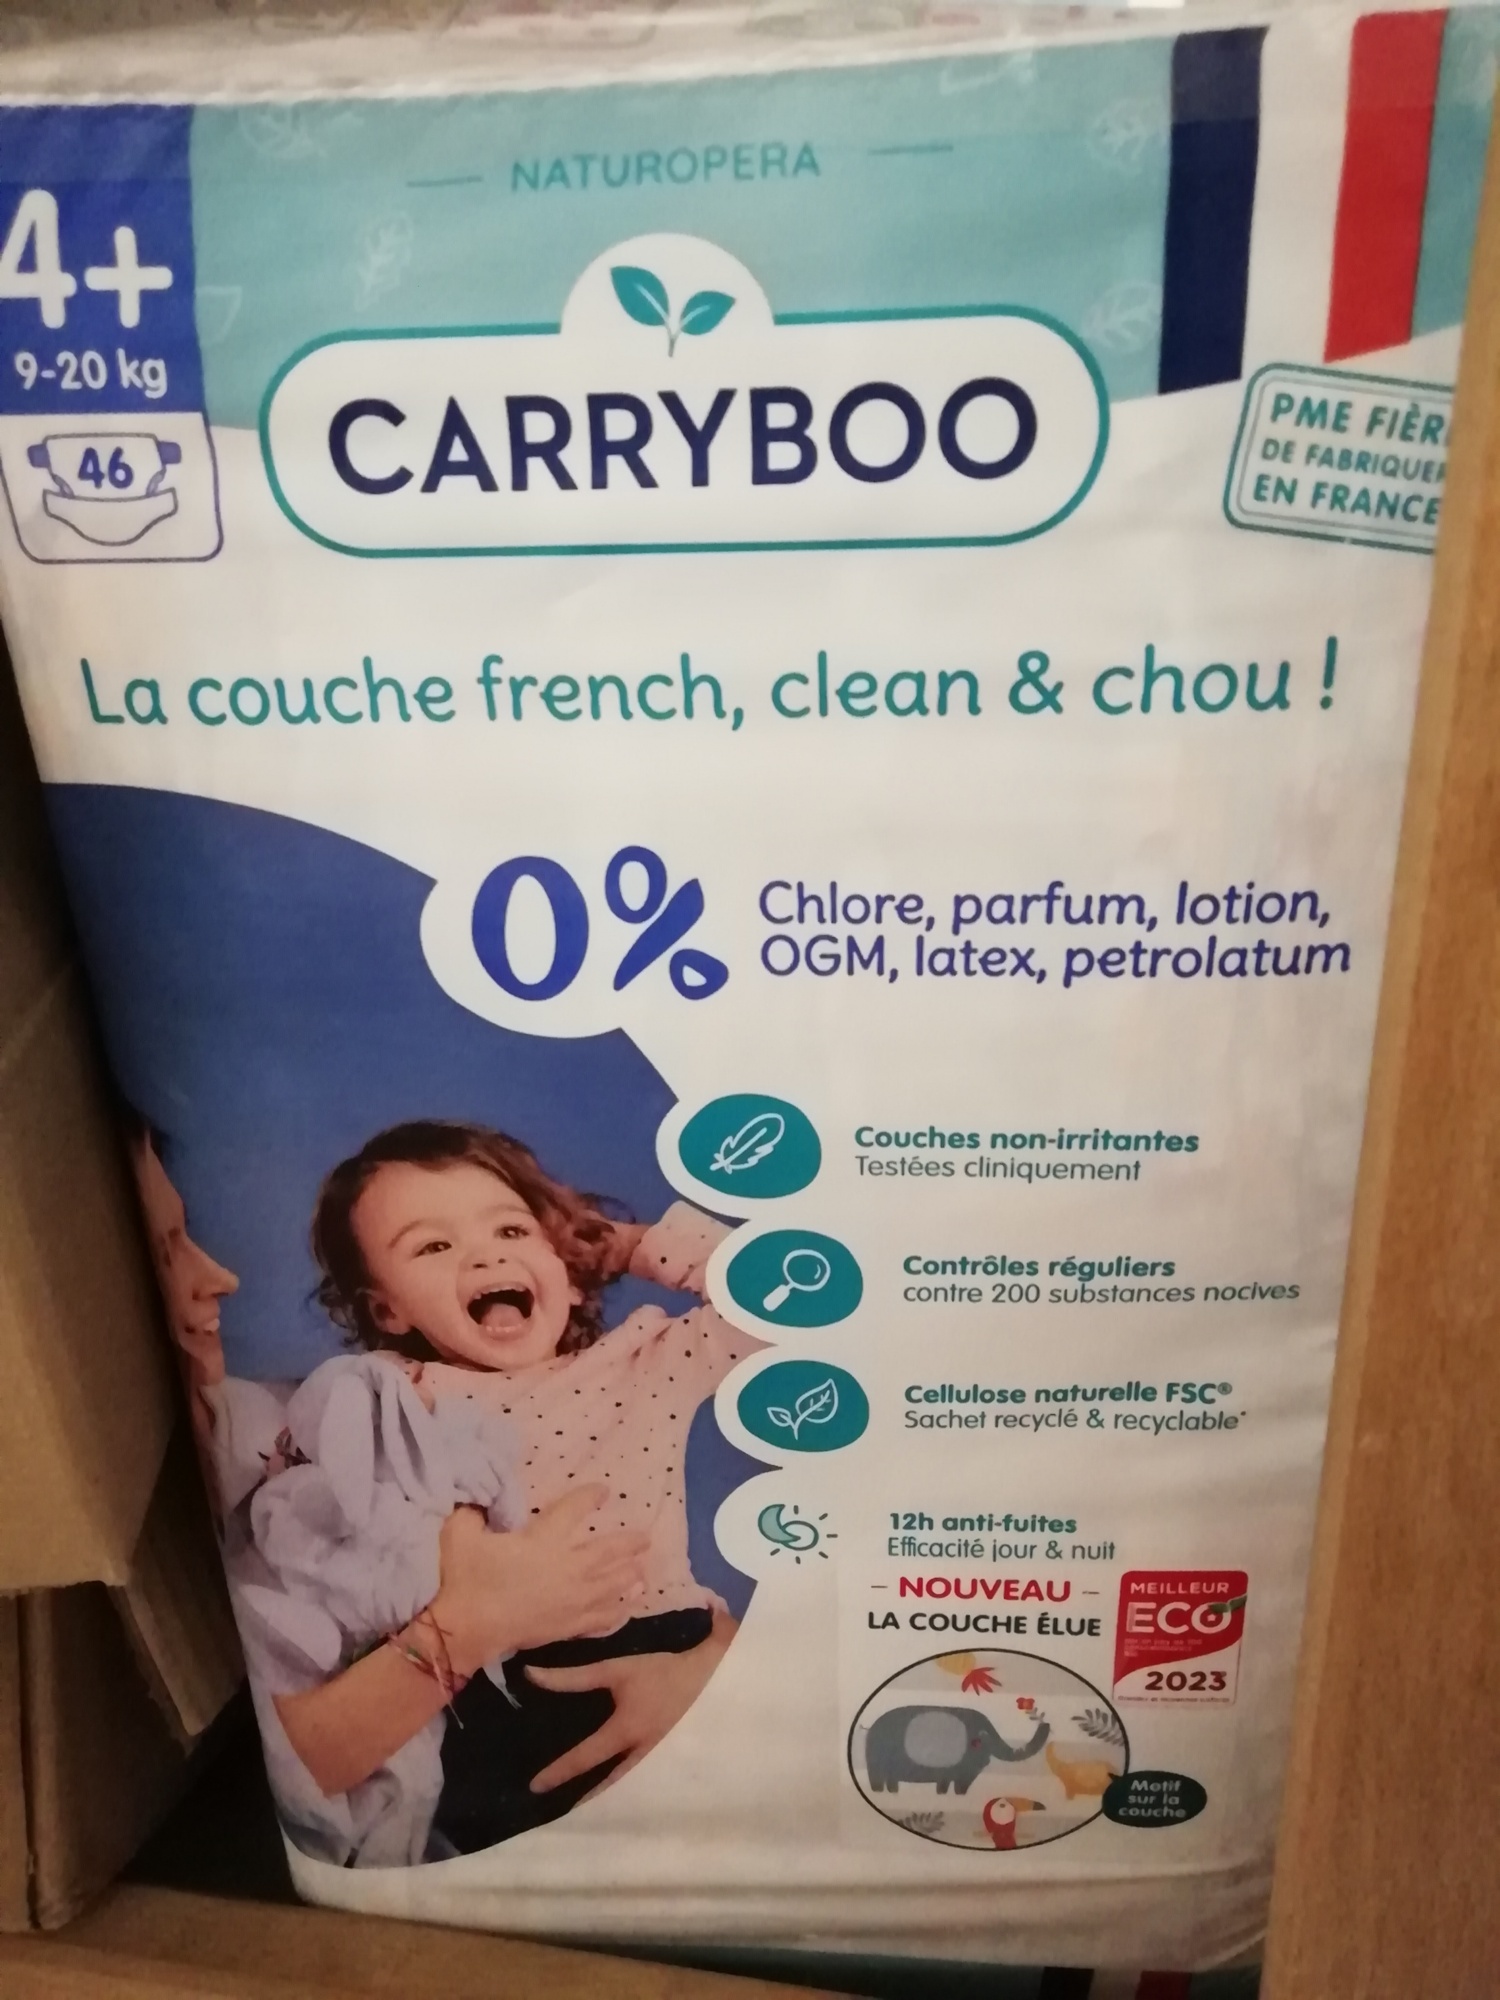 NATUROPERA
4+
9-20 kg
46
CARRYBOO
PME FIÈR
DE FABRIQUE
EN FRANCE
La couche french, clean & chou !
0%
Chlore, parfum, lotion,
OGM, latex, petrolatum
Couches non-irritantes
Testées cliniquement
Contrôles réguliers
contre 200 substances nocives
Cellulose naturelle FSC®
Sachet recyclé & recyclable*
12h anti-fuites
Efficacité jour & nuit
- NOUVEAU -
LA COUCHE ÉLUE
MEILLEUR
ECO
2023
Motif
sur la
couche